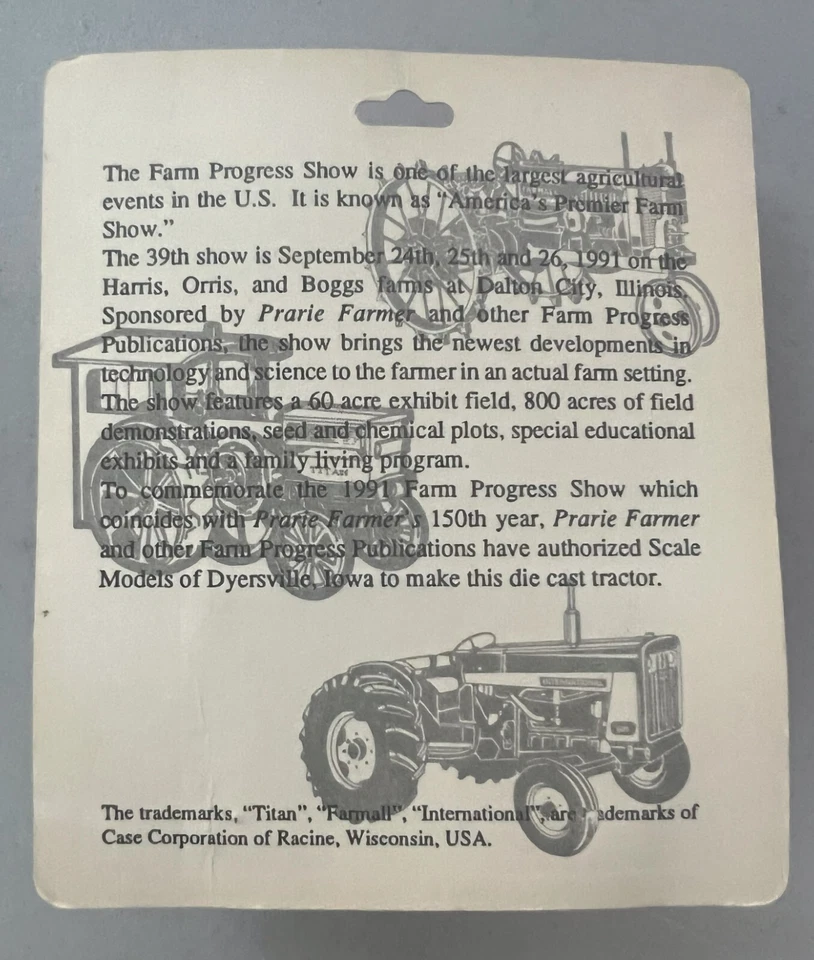 The Farm Progress Show is one of the largest agricultural
events in the U.S. It is known as “America's Premier Farm
Show.”
The 39th show is September 24th, 25th and 26, 1991 on the
Harris, Orris, and Boggs farms at Dalton City, Illinois.
Sponsored by Prarie Farmer and other Farm Progress
Publications, the show brings the newest developments in
technology and science to the farmer in an actual farm setting.
The show features a 60 acre exhibit field, 800 acres of field
demonstrations, seed and chemical plots, special educational
exhibits and a family living program.
TITAN
To commemorate the 1991 Farm Progress Show which
coincides with Prarie Farmer's 150th year, Prarie Farmer
and other Farm Progress Publications have authorized Scale
Models of Dyersville, Iowa to make this die cast tractor.
INTERNATIONAL
The trademarks, “Titan”, “Farmall”, “International”, are trademarks of
Case Corporation of Racine, Wisconsin, USA.